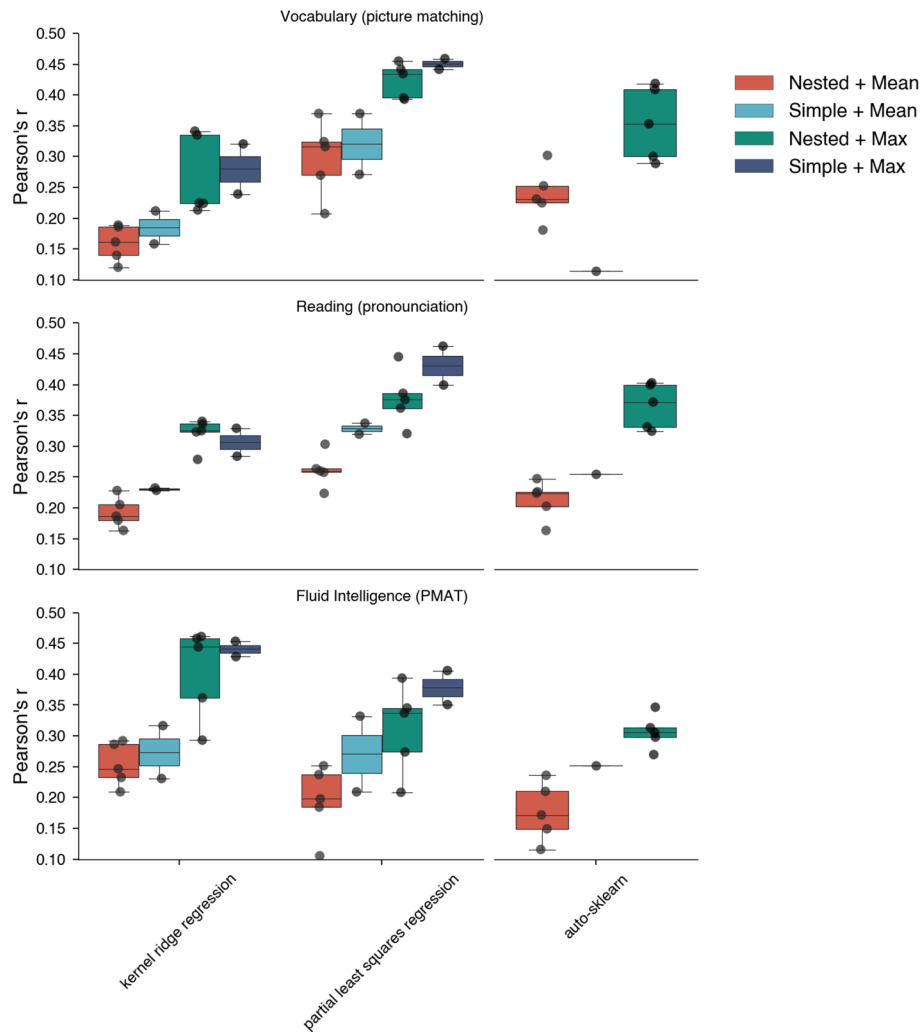 Vocabulary (picture matching)
0.50
0.45
0.40
0.35
0.30
0.25
0.20
0.15
0.10
Pearson's r
Nested + Mean
Simple + Mean
Nested + Max
Simple + Max
Reading (pronounciation)
0.50
0.45
0.40
0.35
0.30
0.25
0.20
0.15
0.10
Pearson's r
Fluid Intelligence (PMAT)
0.50
0.45
0.40
0.35
0.30
0.25
0.20
0.15
0.10
Pearson's r
kernel ridge regression
partial least squares regression
auto-sklearn